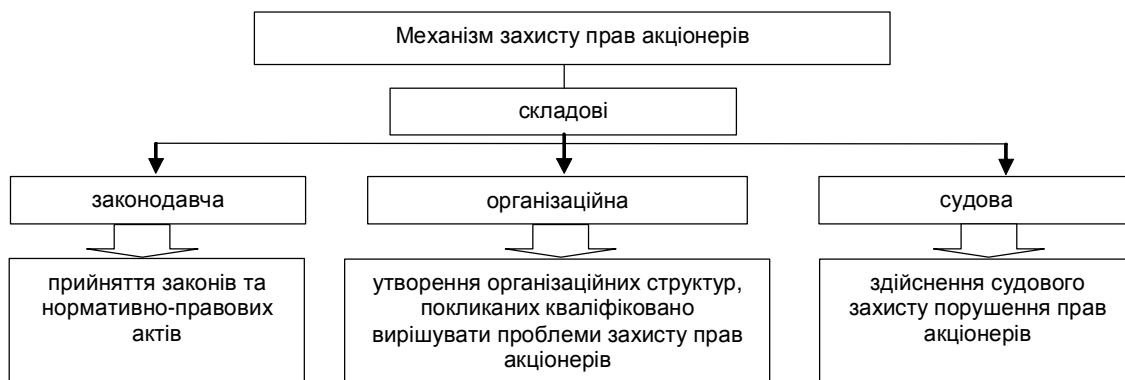 Механізм захисту прав акціонерів
складові
законодавча
організаційна
судова
прийняття законів та
нормативно-правових
актів
утворення організаційних структур,
покликаних кваліфіковано
вирішувати проблеми захисту прав
акціонерів
здійснення судового
захисту порушення прав
акціонерів